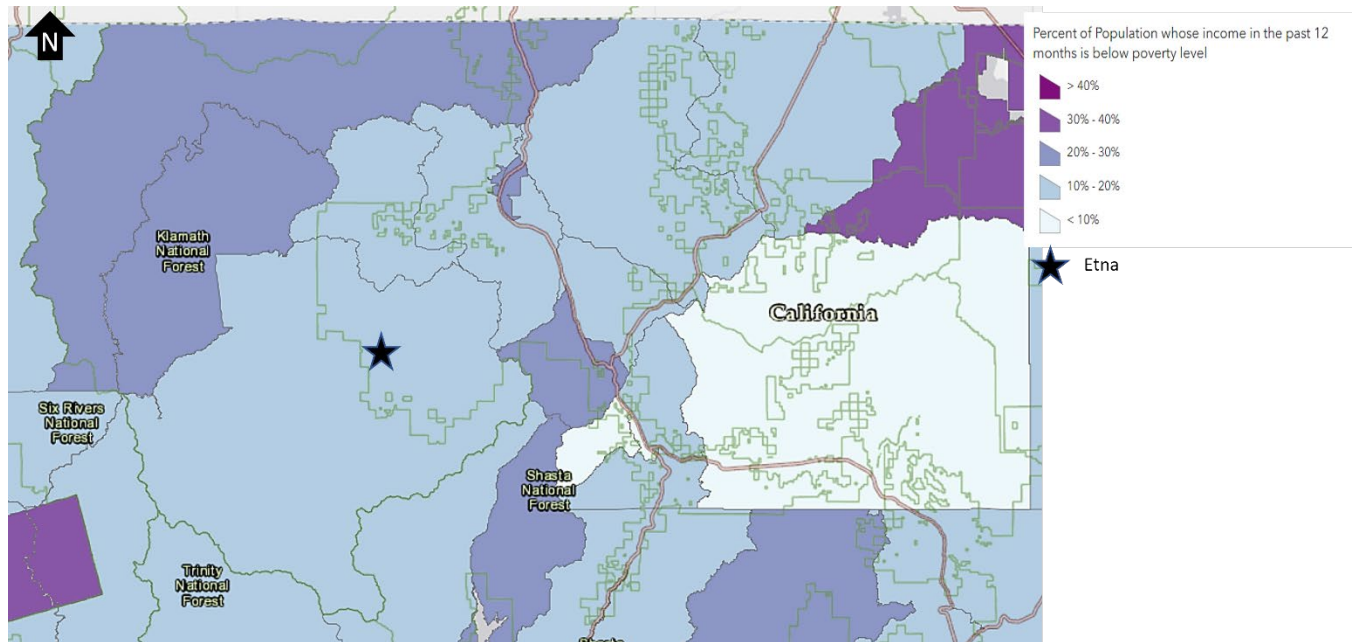 N
Percent of Population whose income in the past 12
months is below poverty level
> 40%
30% - 40%
20% - 30%
10% - 20%
< 10%
Etna
Klamath
National
Forest
California
Six Rivers
National
Forest
Shasta
National
Forest
Trinity
National
Forest